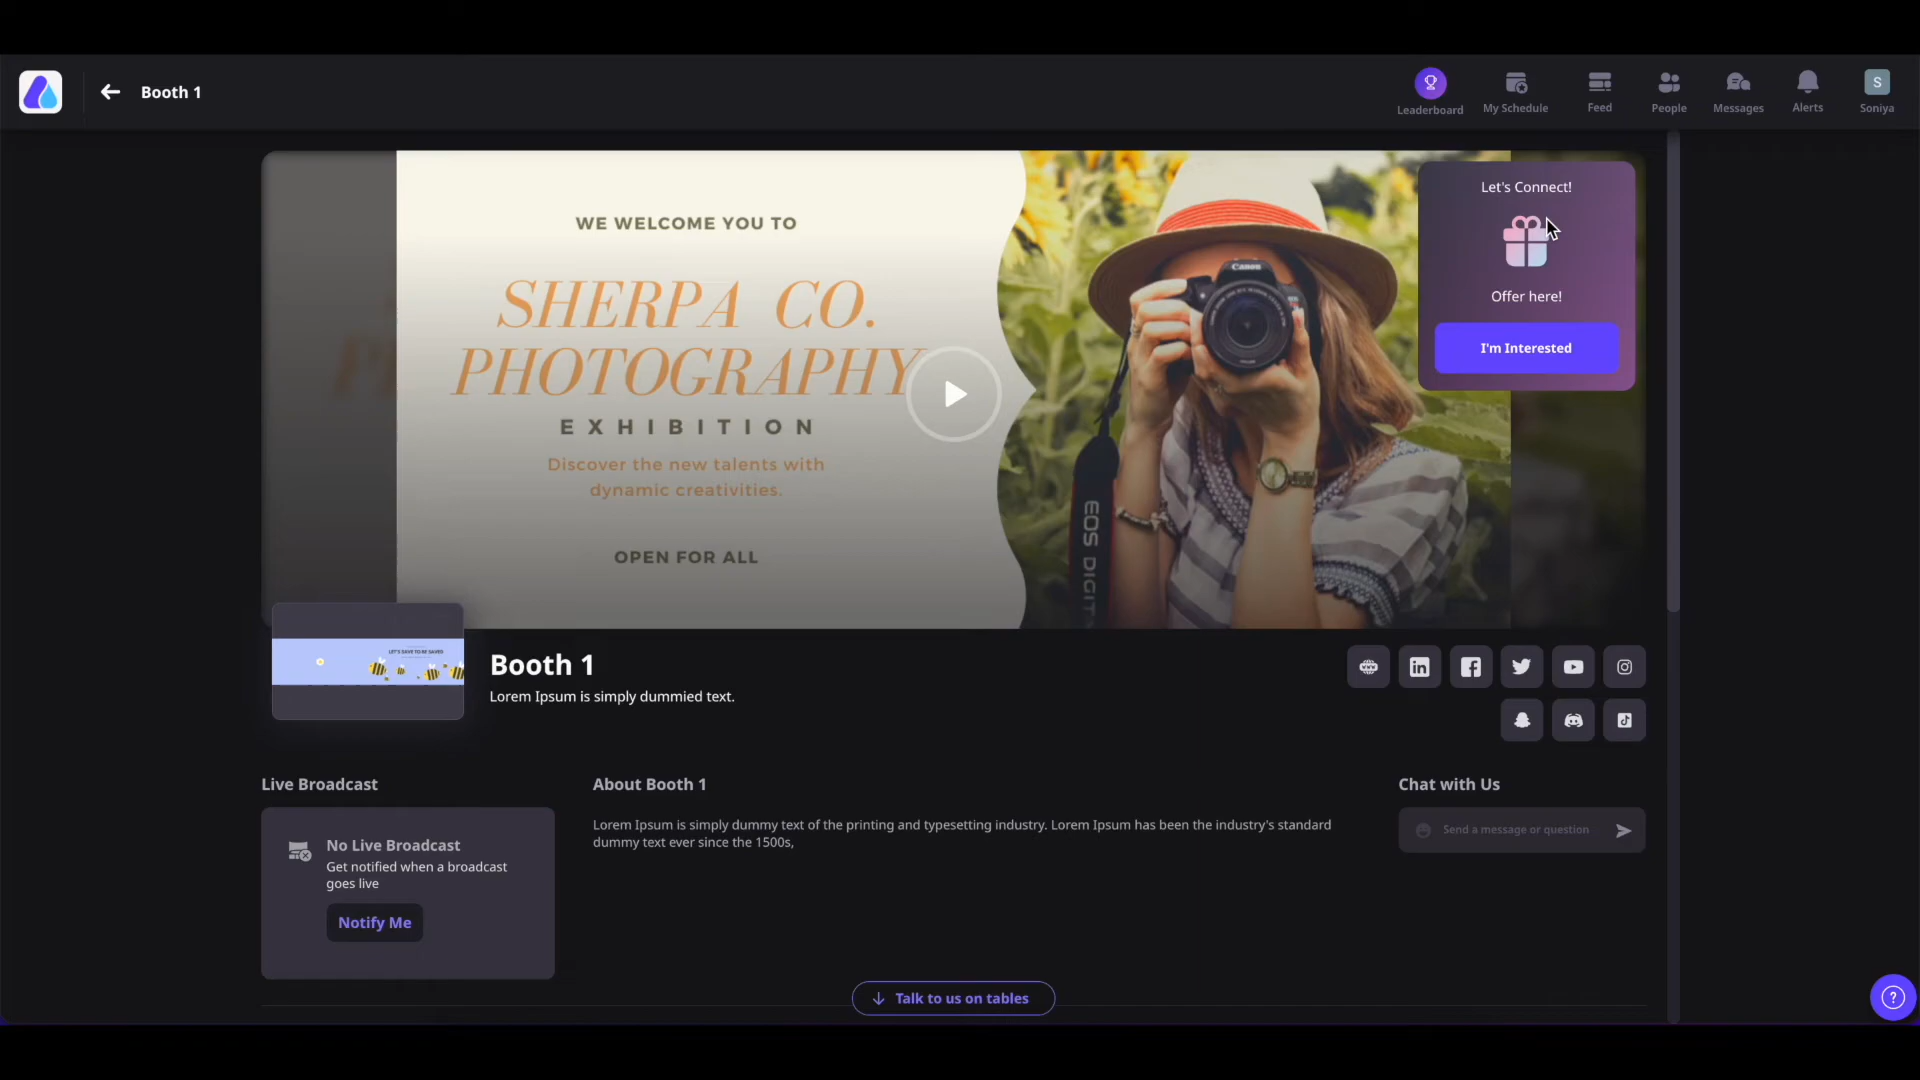 Booth 1
Leaderboard
My Schedule
Feed
People
Messages
Alerts
S
Soniya
WE WELCOME YOU TO
SHERPA CO.
PHOTOGRAPHY
EXHIBITION
Discover the new talents with
dynamic creativities.
OPEN FOR ALL
Canon
EOS DIGIT
Let's Connect!
Offer here!
I'm Interested
LET'S SAVE TO BE SAVED
Booth 1
Lorem Ipsum is simply dummied text.
Live Broadcast
No Live Broadcast
Get notified when a broadcast
goes live
Notify Me
About Booth 1
Lorem Ipsum is simply dummy text of the printing and typesetting industry. Lorem Ipsum has been the industry's standard
dummy text ever since the 1500s,
Chat with Us
Send a message or question
Talk to us on tables
?